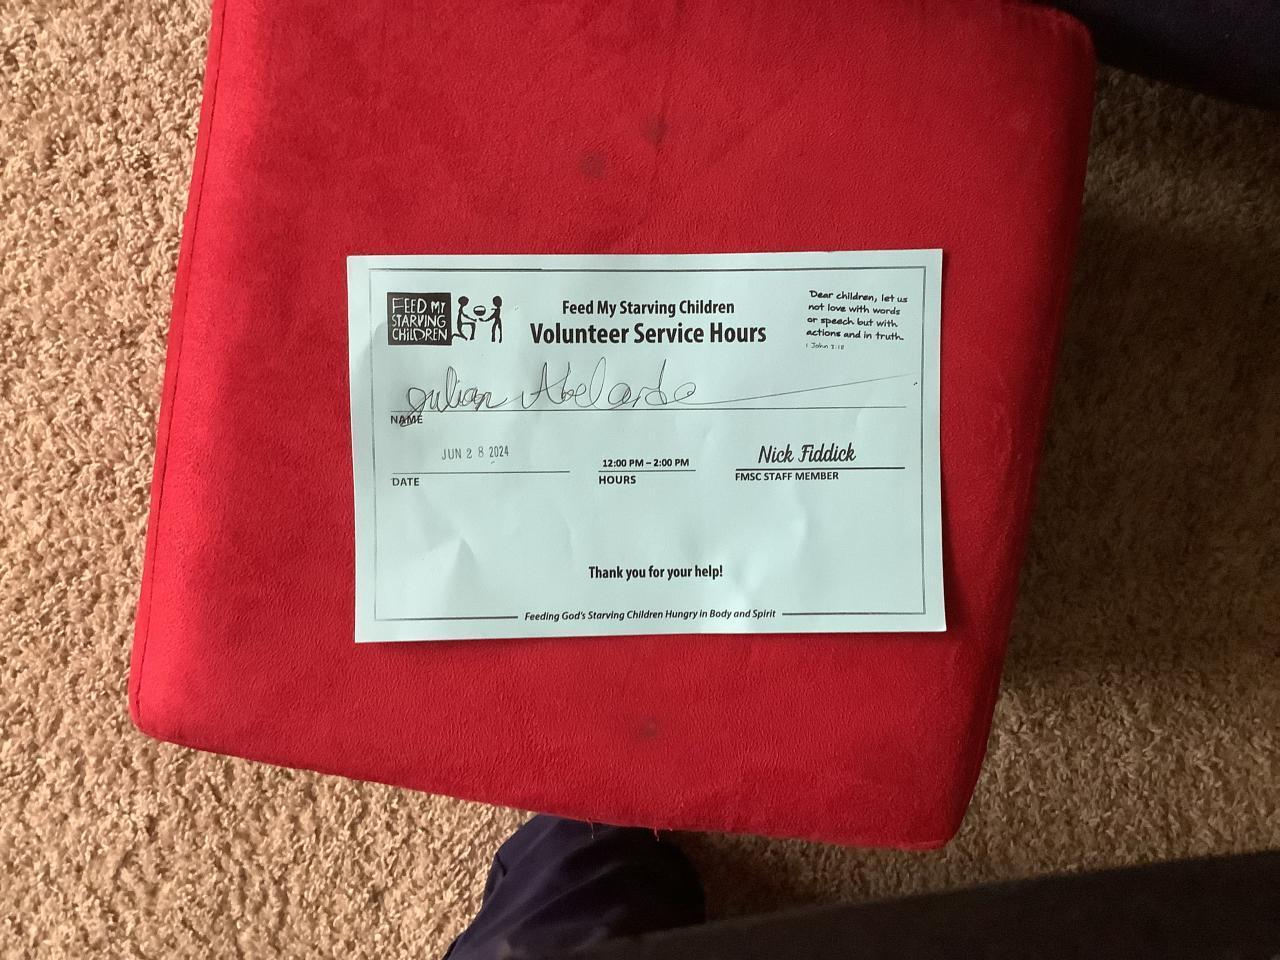 FEED MY
STARVING
CHILDREN
Feed My Starving Children
Volunteer Service Hours
Dear children, let us
not love with words
or speech but with
actions and in truth.
1 John 3:18
Julian Abelarde
NAME
JUN 2 8 2024
12:00 PM – 2:00 PM
Nick Fiddick
DATE
HOURS
FMSC STAFF MEMBER
Thank you for your help!
Feeding God's Starving Children Hungry in Body and Spirit